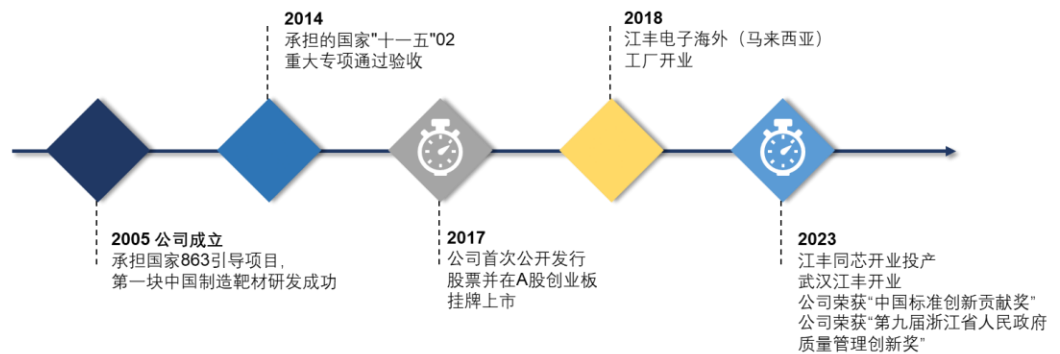 2014
承担的国家"十一五"02
重大专项通过验收
2018
江丰电子海外（马来西亚）
工厂开业
2005 公司成立
承担国家863引导项目,
第一块中国制造靶材研发成功
2017
公司首次公开发行
股票并在A股创业板
挂牌上市
2023
江丰同芯开业投产
武汉江丰开业
公司荣获“中国标准创新贡献奖”
公司荣获“第九届浙江省人民政府
质量管理创新奖”